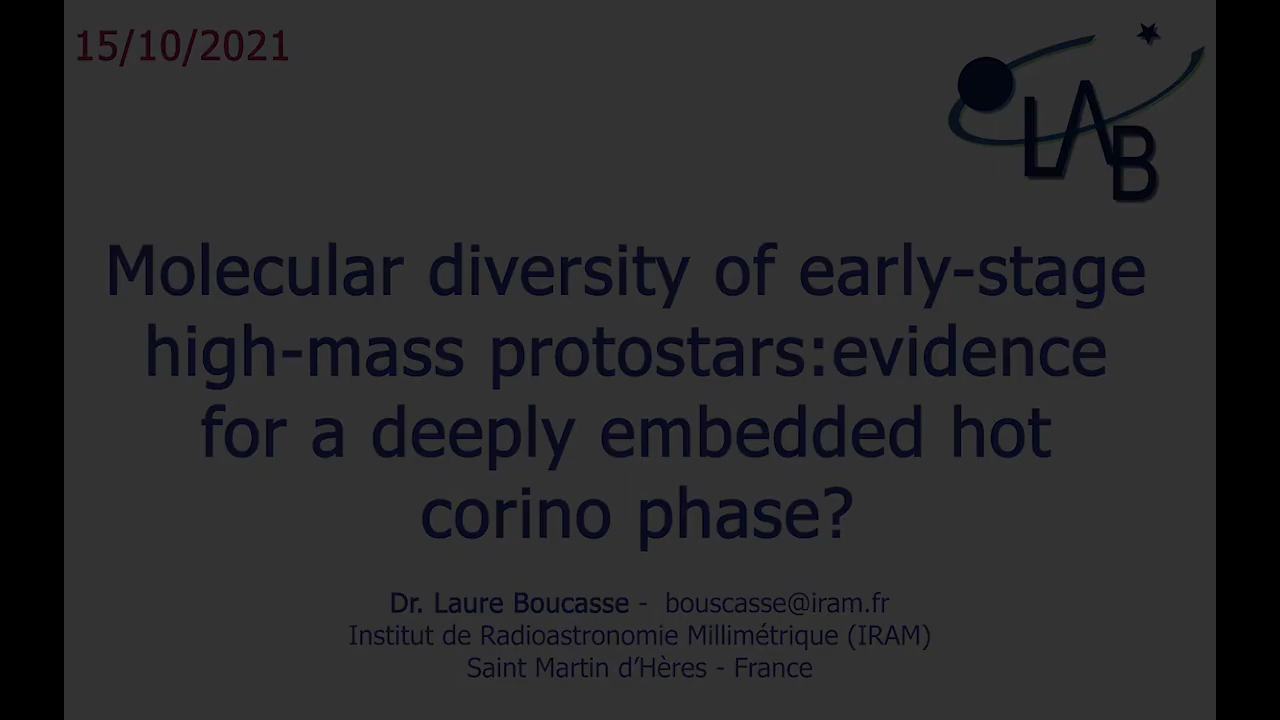 15/10/2021
LAB
Molecular diversity of early-stage
high-mass protostars:evidence
for a deeply embedded hot
corino phase?
Dr. Laure Boucasse - bouscasse@iram.fr
Institut de Radioastronomie Millimétrique (IRAM)
Saint Martin d’Hères - France